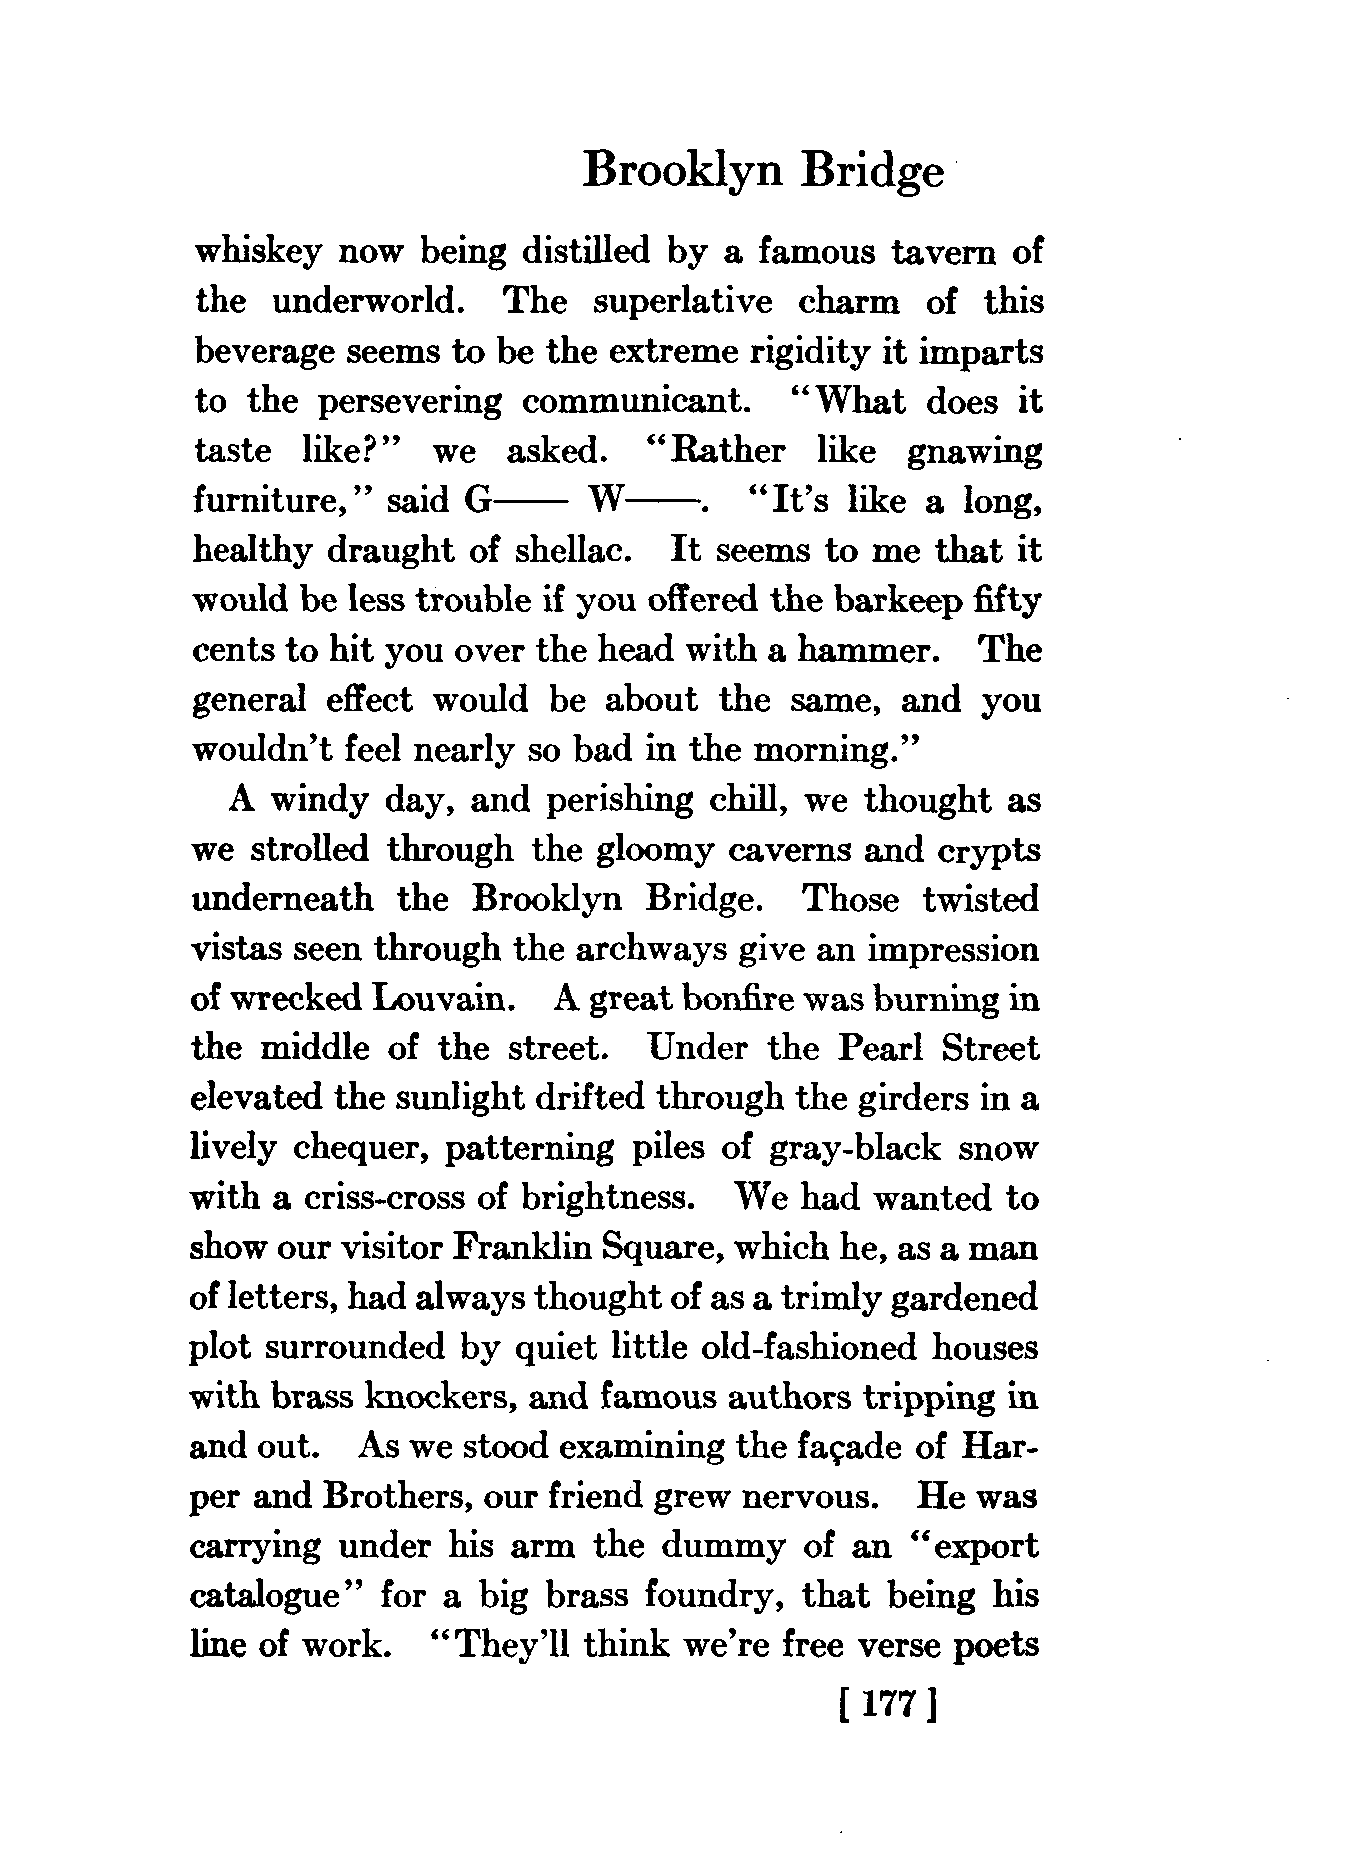 Brooklyn Bridge
whiskey now being distilled by a famous tavern of
the underworld. The superlative charm of this
beverage seems to be the extreme rigidity it imparts
to the persevering communicant. “What does it
taste like?” we asked. “Rather like gnawing
furniture,” said G—— W——. “It’s like a long,
healthy draught of shellac. It seems to me that it
would be less trouble if you offered the barkeep fifty
cents to hit you over the head with a hammer. The
general effect would be about the same, and you
wouldn’t feel nearly so bad in the morning.”
A windy day, and perishing chill, we thought as
we strolled through the gloomy caverns and crypts
underneath the Brooklyn Bridge. Those twisted
vistas seen through the archways give an impression
of wrecked Louvain. A great bonfire was burning in
the middle of the street. Under the Pearl Street
elevated the sunlight drifted through the girders in a
lively chequer, patterning piles of gray-black snow
with a criss-cross of brightness. We had wanted to
show our visitor Franklin Square, which he, as a man
of letters, had always thought of as a trimly gardened
plot surrounded by quiet little old-fashioned houses
with brass knockers, and famous authors tripping in
and out. As we stood examining the façade of Har-
per and Brothers, our friend grew nervous. He was
carrying under his arm the dummy of an “export
catalogue” for a big brass foundry, that being his
line of work. “They’ll think we’re free verse poets
[ 177 ]